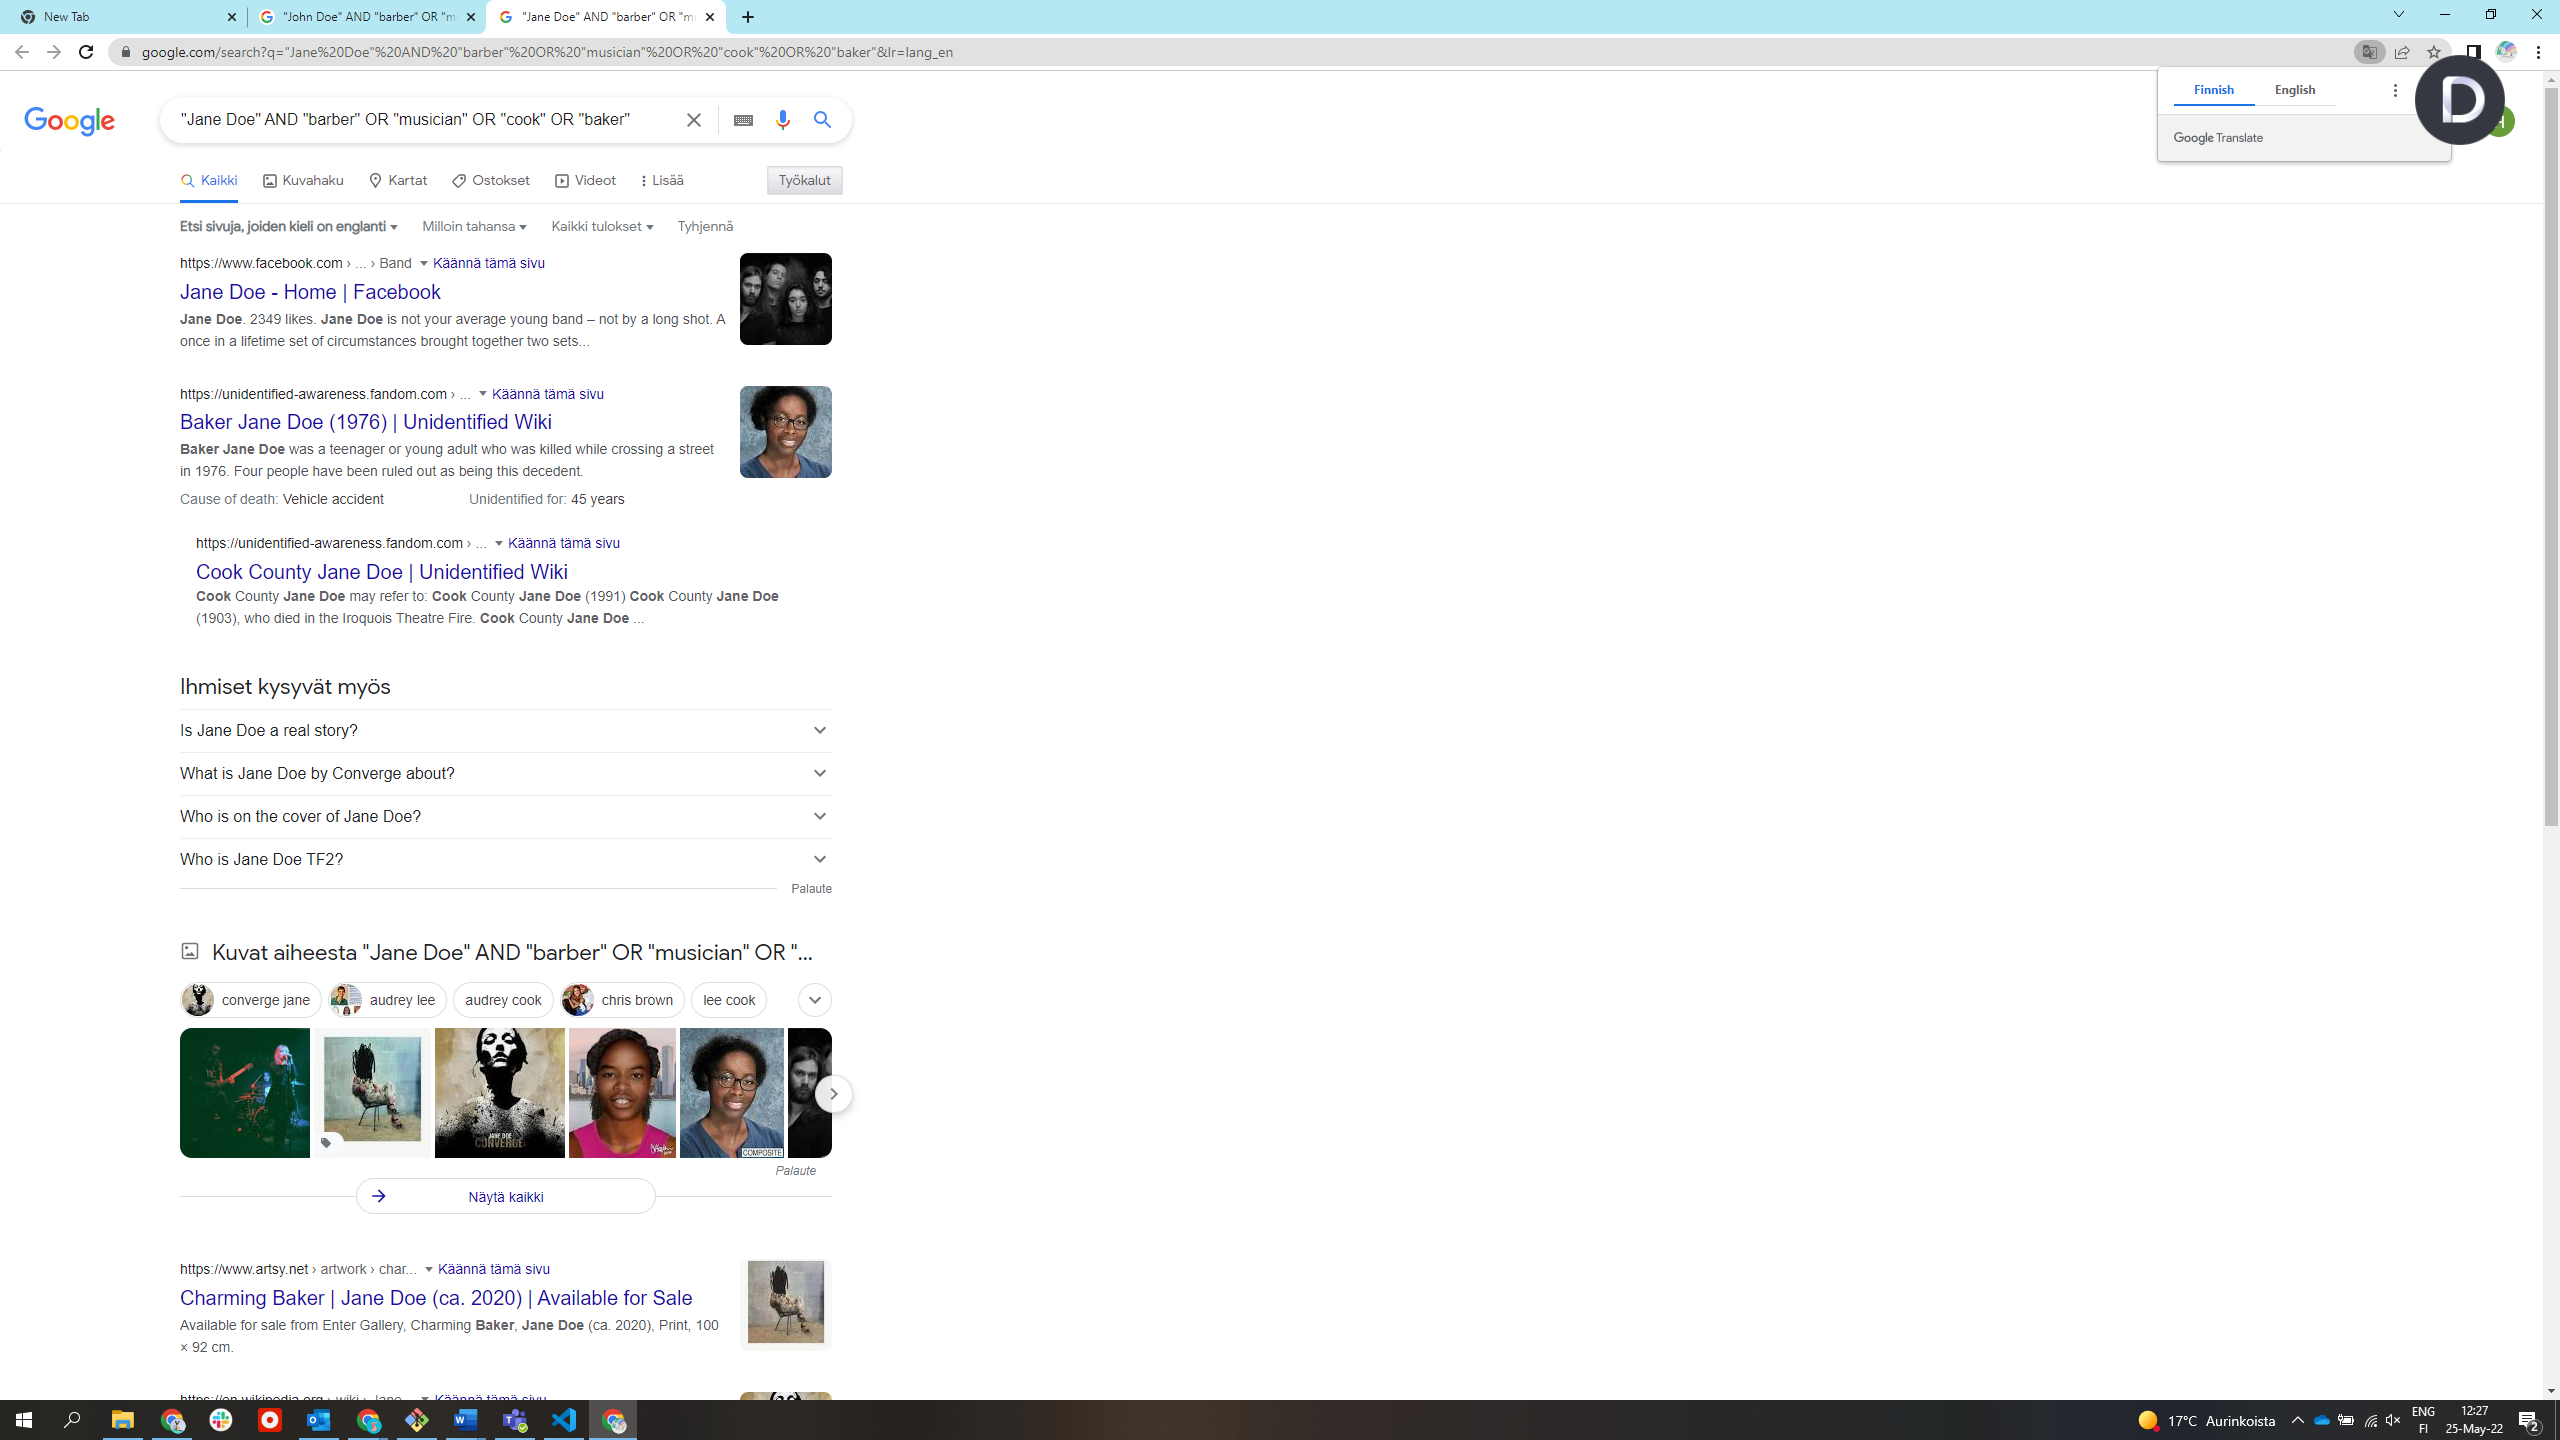 New Tab
"John Doe" AND "barber" OR "m
"Jane Doe" AND "barber" OR "mu
google.com/search?q="Jane%20Doe"%20AND%20"barber"%20OR%20"musician"%20OR%20"cook"%20OR%20"baker"&lr=lang_en
Finnish English
Google Translate
D
Google
"Jane Doe" AND "barber" OR "musician" OR "cook" OR "baker"
Kaikki Kuvahaku Kartat Ostokset Videot Lisää Työkalut
Etsi sivuja, joiden kieli on englanti Milloin tahansa Kaikki tulokset Tyhjennä
https://www.facebook.com › ... › Band Käännä tämä sivu
Jane Doe - Home | Facebook
Jane Doe. 2349 likes. Jane Doe is not your average young band – not by a long shot. A
once in a lifetime set of circumstances brought together two sets...
https://unidentified-awareness.fandom.com › ... Käännä tämä sivu
Baker Jane Doe (1976) | Unidentified Wiki
Baker Jane Doe was a teenager or young adult who was killed while crossing a street
in 1976. Four people have been ruled out as being this decedent.
Cause of death: Vehicle accident Unidentified for: 45 years
https://unidentified-awareness.fandom.com › ... Käännä tämä sivu
Cook County Jane Doe | Unidentified Wiki
Cook County Jane Doe may refer to: Cook County Jane Doe (1991) Cook County Jane Doe
(1903), who died in the Iroquois Theatre Fire. Cook County Jane Doe ...
Ihmiset kysyvät myös
Is Jane Doe a real story?
What is Jane Doe by Converge about?
Who is on the cover of Jane Doe?
Who is Jane Doe TF2?
Palaute
Kuvat aiheesta "Jane Doe" AND "barber" OR "musician" OR "...
converge jane audrey lee audrey cook chris brown lee cook
JANE DOE
CONVERGE
COMPOSITE
Palaute
Näytä kaikki
https://www.artsy.net › artwork › char... Käännä tämä sivu
Charming Baker | Jane Doe (ca. 2020) | Available for Sale
Available for sale from Enter Gallery, Charming Baker, Jane Doe (ca. 2020), Print, 100
× 92 cm.
https://en.wikipedia.org › wiki › Jane... Käännä tämä sivu
17°C Aurinkoista
ENG
FI
12:27
25-May-22
2